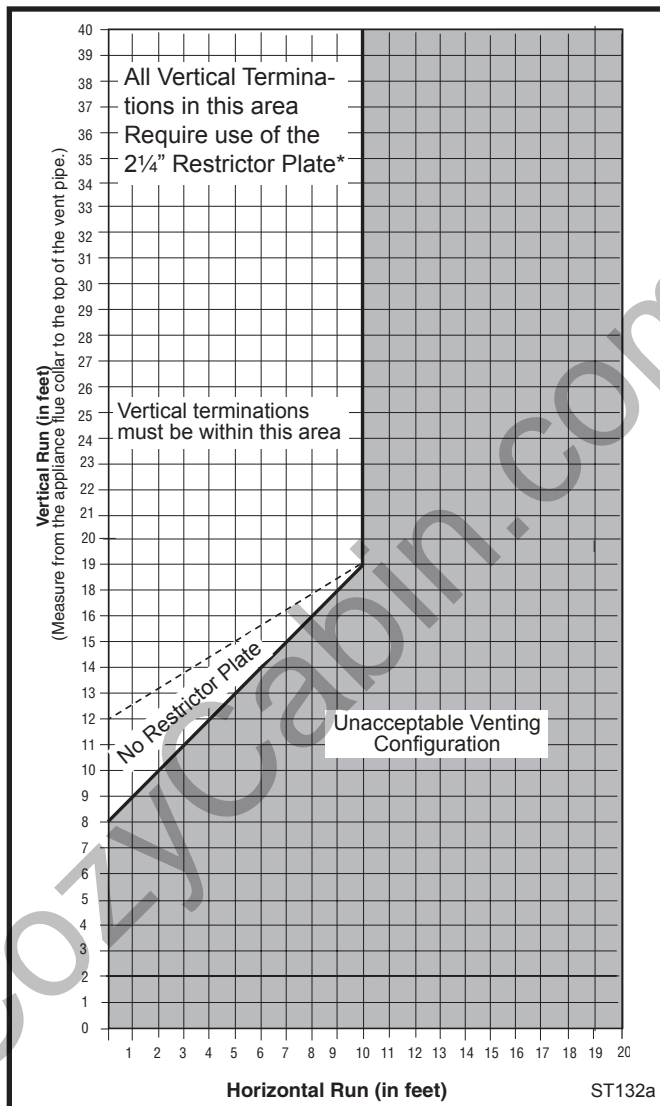 40
39
38
37
36
35
34
33
32
31
30
29
28
27
26
25
24
23
22
21
20
19
18
17
16
15
14
13
12
11
10
9
8
7
6
5
4
3
2
1
0
Vertical Run (in feet)
(Measure from the appliance flue collar to the top of the vent pipe.)
All Vertical Termina-
tions in this area
Require use of the
2¼” Restrictor Plate*
Vertical terminations
must be within this area
No Restrictor Plate
Unacceptable Venting
Configuration
1 2 3 4 5 6 7 8 9 10 11 12 13 14 15 16 17 18 19 20
Horizontal Run (in feet)
ST132a
CozyCabin.com